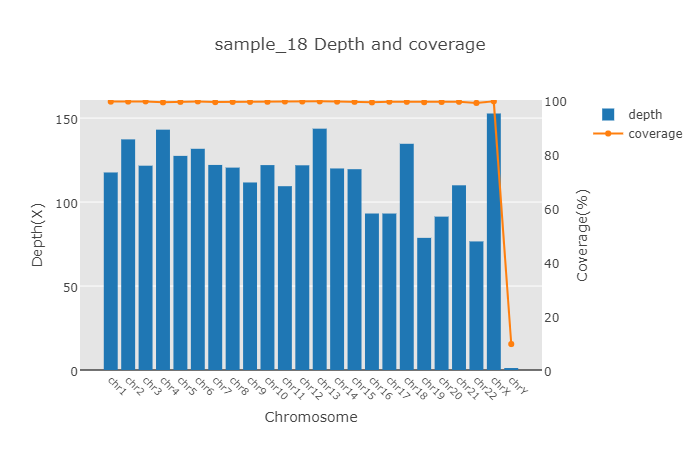 sample_18 Depth and coverage
150
100
50
0
Depth(X)
100
80
60
40
20
0
Coverage(%)
depth
coverage
chr1
chr2
chr3
chr4
chr5
chr6
chr7
chr8
chr9
chr10
chr11
chr12
chr13
chr14
chr15
chr16
chr17
chr18
chr19
chr20
chr21
chr22
chrX
chrY
Chromosome